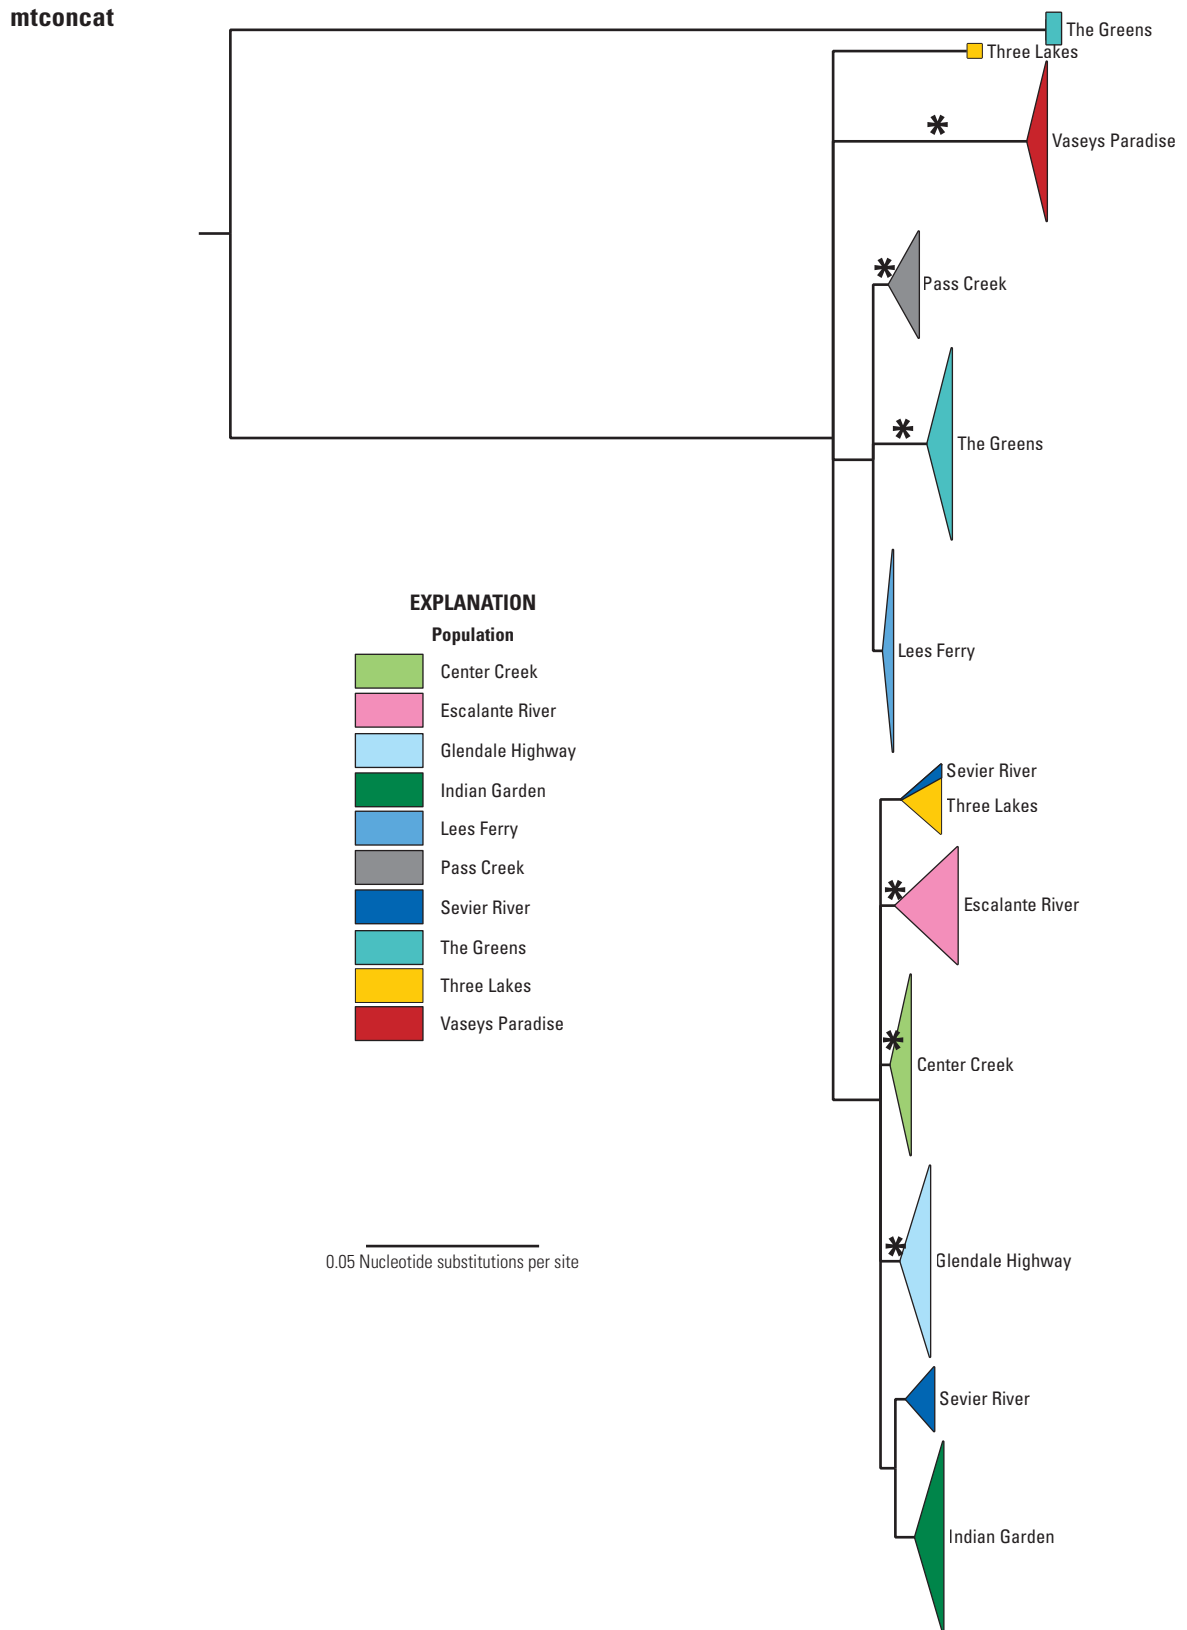 mtconcat
The Greens
Three Lakes
*
Vaseys Paradise
*
Pass Creek
*
The Greens
Lees Ferry
EXPLANATION
Population
Center Creek
Escalante River
Glendale Highway
Indian Garden
Lees Ferry
Pass Creek
Sevier River
The Greens
Three Lakes
Vaseys Paradise
Sevier River
Three Lakes
*
Escalante River
*
Center Creek
*
Glendale Highway
0.05 Nucleotide substitutions per site
Sevier River
Indian Garden